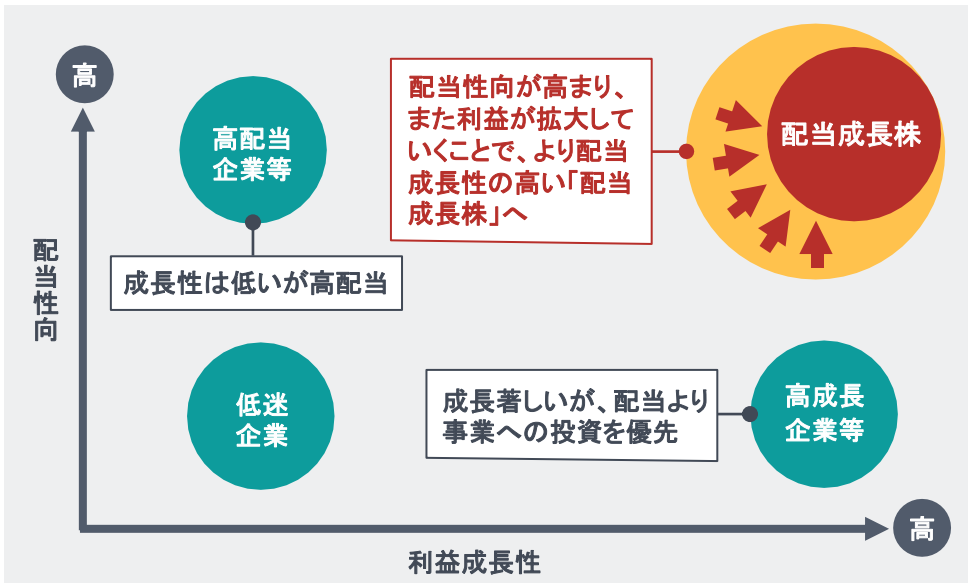 高
配当性向
高配当
企業等
成長性は低いが高配当
配当性向が高まり、
また利益が拡大して
いくことで、より配当
成長性の高い「配当
成長株」へ
配当成長株
低迷
企業
成長著しいが、配当より
事業への投資を優先
高成長
企業等
利益成長性
高